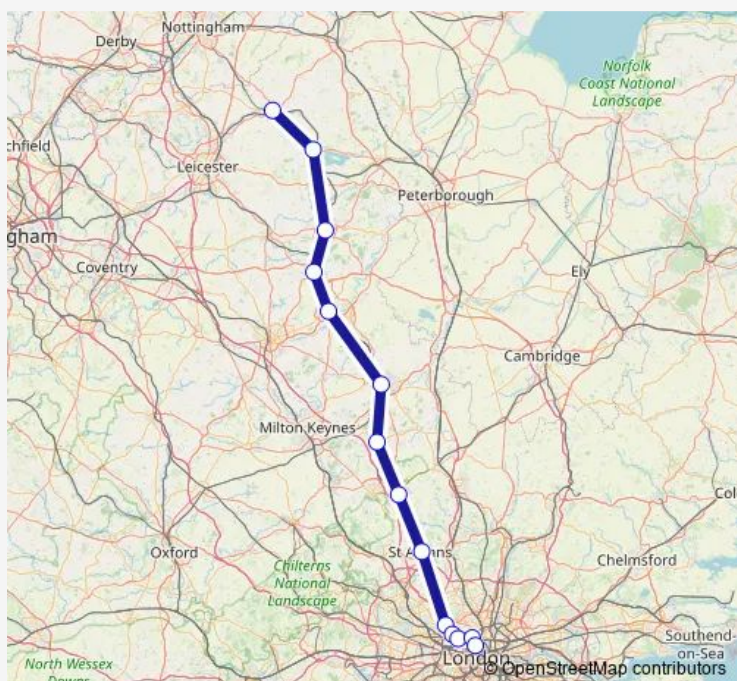 Nottingham
Derby
Norfolk
Coast National
Landscape
chfield
Leicester
Peterborough
gham
Coventry
Ely
Cambridge
Milton Keynes
Col
Oxford
St Albans
Chelmsford
Chilterns
National
Landscape
Southend-
on-Sea
London
North Wessex
Downs
© OpenStreetMap contributors